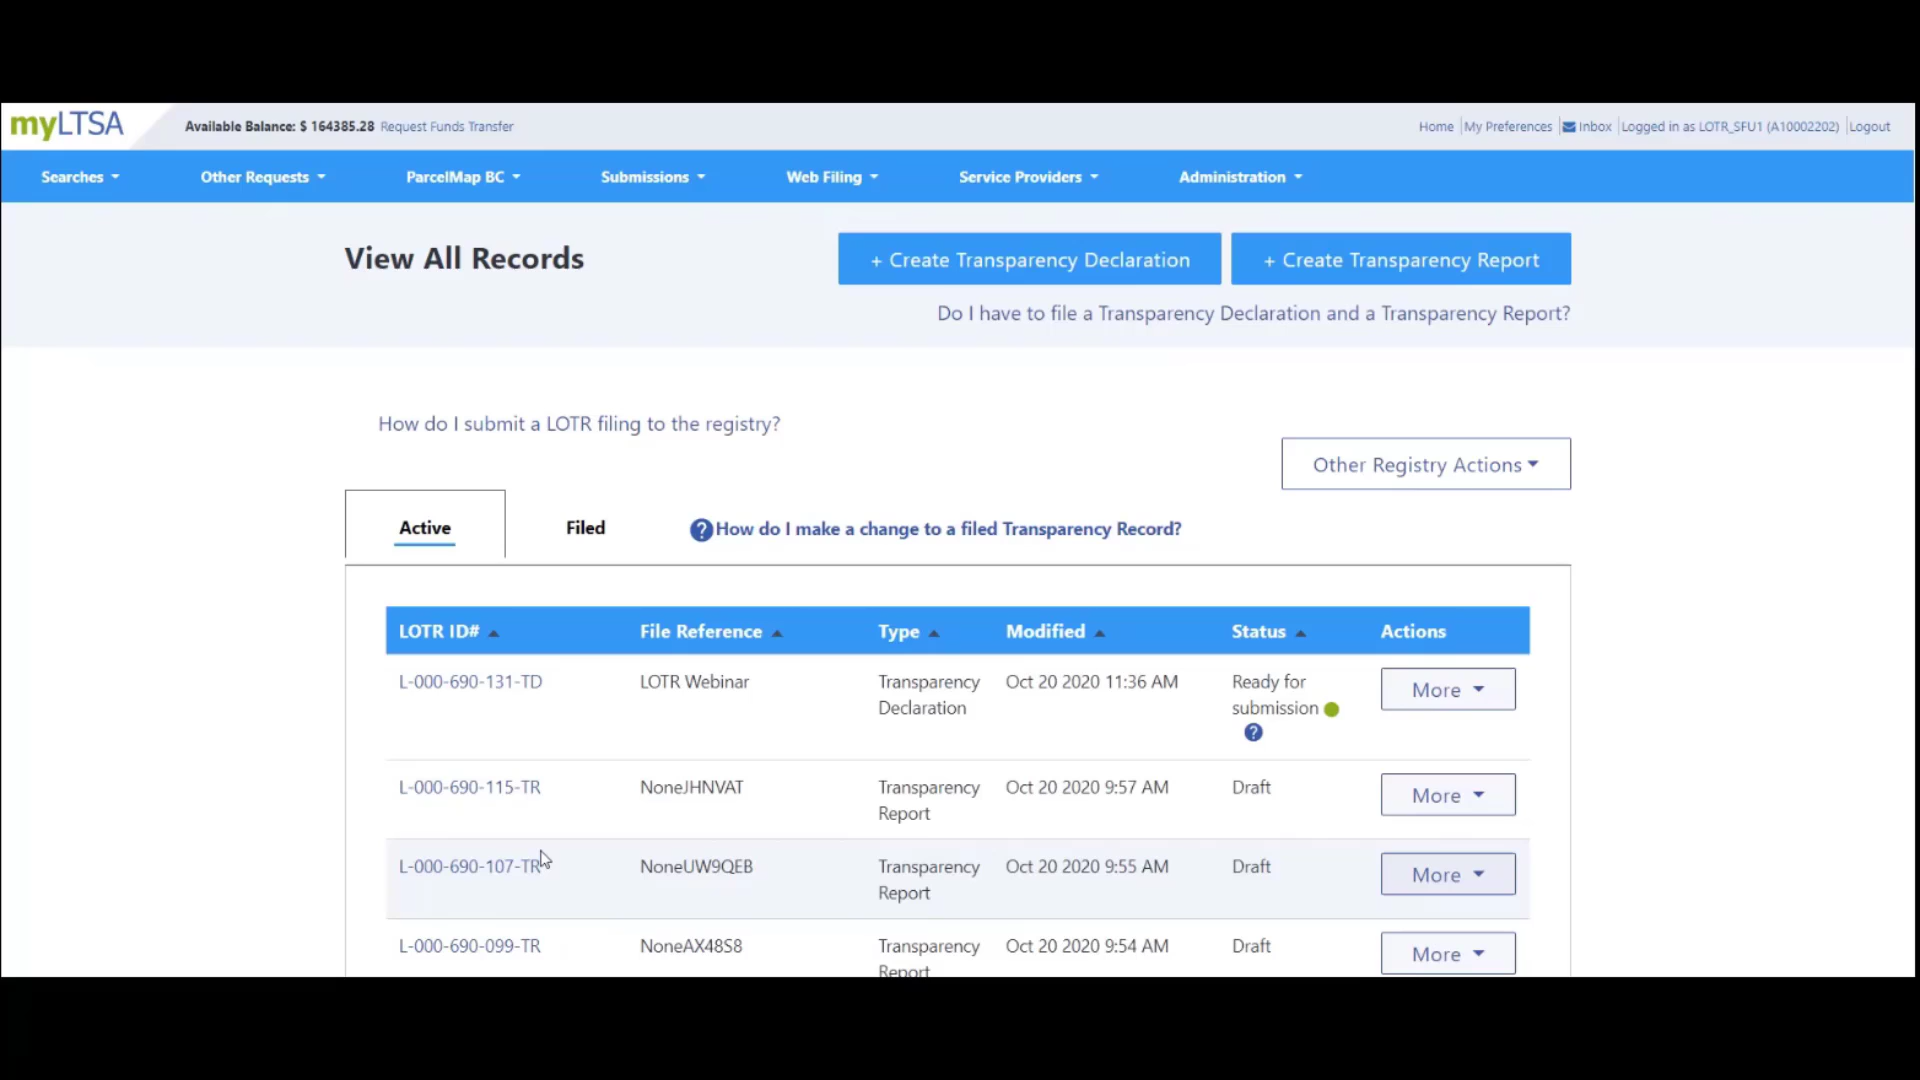 myLTSA Available Balance: $ 164385.28 Request Funds Transfer Home My Preferences Inbox Logged in as LOTR_SFU1 (A10002202) Logout
Searches Other Requests ParcelMap BC Submissions Web Filing Service Providers Administration
View All Records + Create Transparency Declaration + Create Transparency Report
Do I have to file a Transparency Declaration and a Transparency Report?
How do I submit a LOTR filing to the registry?
Other Registry Actions
Active Filed ? How do I make a change to a filed Transparency Record?
LOTR ID# File Reference Type Modified Status Actions
L-000-690-131-TD LOTR Webinar Transparency Oct 20 2020 11:36 AM Ready for More
Declaration submission
?
L-000-690-115-TR NoneJHNVAT Transparency Oct 20 2020 9:57 AM Draft More
Report
L-000-690-107-TR NoneUW9QEB Transparency Oct 20 2020 9:55 AM Draft More
Report
L-000-690-099-TR NoneAX48S8 Transparency Oct 20 2020 9:54 AM Draft More
Report